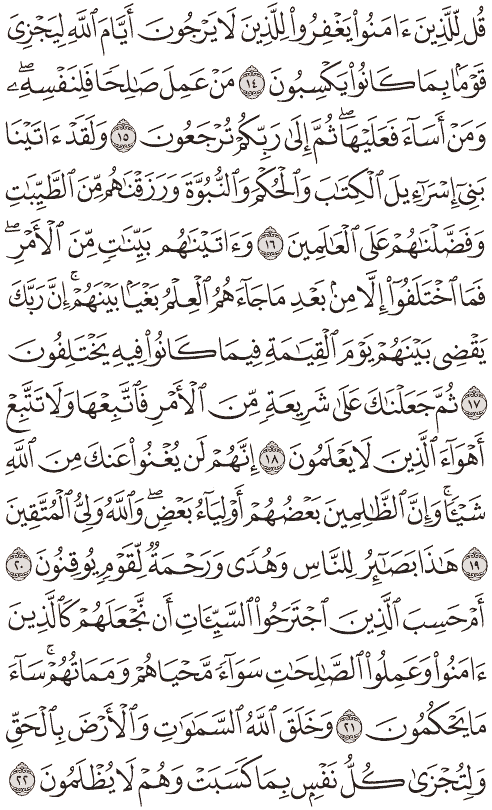 قُل لِّلَّذِينَ ءَامَنُوا۟ يَغْفِرُوا۟ لِلَّذِينَ لَا يَرْجُونَ أَيَّامَ ٱللَّهِ لِيَجْزِىَ
قَوْمًۢا بِمَا كَانُوا۟ يَكْسِبُونَ ١٤ مَنْ عَمِلَ صَـٰلِحًا فَلِنَفْسِهِۦ ۖ
وَمَنْ أَسَآءَ فَعَلَيْهَا ۖ ثُمَّ إِلَىٰ رَبِّكُمْ تُرْجَعُونَ ١٥ وَلَقَدْ ءَاتَيْنَا
بَنِىٓ إِسْرَٰٓءِيلَ ٱلْكِتَـٰبَ وَٱلْحُكْمَ وَٱلنُّبُوَّةَ وَرَزَقْنَـٰهُم مِّنَ ٱلطَّيِّبَـٰتِ
وَفَضَّلْنَـٰهُمْ عَلَى ٱلْعَـٰلَمِينَ ١٦ وَءَاتَيْنَـٰهُم بَيِّنَـٰتٍ مِّنَ ٱلْأَمْرِ ۖ
فَمَا ٱخْتَلَفُوٓا۟ إِلَّا مِنۢ بَعْدِ مَا جَآءَهُمُ ٱلْعِلْمُ بَغْيًۢا بَيْنَهُمْ ۚ إِنَّ رَبَّكَ
يَقْضِى بَيْنَهُمْ يَوْمَ ٱلْقِيَـٰمَةِ فِيمَا كَانُوا۟ فِيهِ يَخْتَلِفُونَ
١٧ ثُمَّ جَعَلْنَـٰكَ عَلَىٰ شَرِيعَةٍ مِّنَ ٱلْأَمْرِ فَٱتَّبِعْهَا وَلَا تَتَّبِعْ
أَهْوَآءَ ٱلَّذِينَ لَا يَعْلَمُونَ ١٨ إِنَّهُمْ لَن يُغْنُوا۟ عَنكَ مِنَ ٱللَّهِ
شَيْـًٔا ۚ وَإِنَّ ٱلظَّـٰلِمِينَ بَعْضُهُمْ أَوْلِيَآءُ بَعْضٍ ۖ وَٱللَّهُ وَلِىُّ ٱلْمُتَّقِينَ
١٩ هَـٰذَا بَصَـٰٓئِرُ لِلنَّاسِ وَهُدًى وَرَحْمَةٌ لِّقَوْمٍ يُوقِنُونَ ٢٠
أَمْ حَسِبَ ٱلَّذِينَ ٱجْتَرَحُوا۟ ٱلسَّيِّـَٔاتِ أَن نَّجْعَلَهُمْ كَٱلَّذِينَ
ءَامَنُوا۟ وَعَمِلُوا۟ ٱلصَّـٰلِحَـٰتِ سَوَآءً مَّحْيَاهُمْ وَمَمَاتُهُمْ ۚ سَآءَ
مَا يَحْكُمُونَ ٢١ وَخَلَقَ ٱللَّهُ ٱلسَّمَـٰوَٰتِ وَٱلْأَرْضَ بِٱلْحَقِّ
وَلِتُجْزَىٰ كُلُّ نَفْسٍۭ بِمَا كَسَبَتْ وَهُمْ لَا يُظْلَمُونَ ٢٢